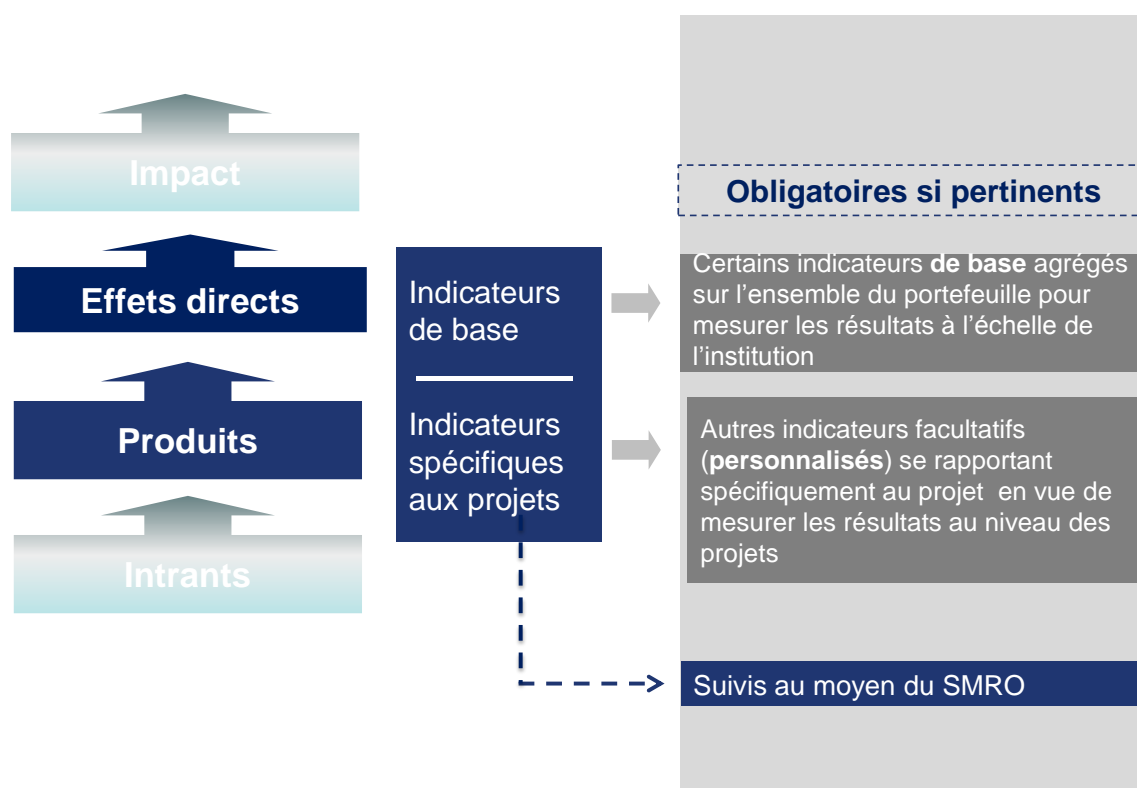 Impact
Effets directs
Produits
Intrants
Indicateurs
de base
Indicateurs
spécifiques
aux projets
Obligatoires si pertinents
Certains indicateurs de base agrégés
sur l’ensemble du portefeuille pour
mesurer les résultats à l’échelle de
l’institution
Autres indicateurs facultatifs
(personnalisés) se rapportant
spécifiquement au projet en vue de
mesurer les résultats au niveau des
projets
Suivis au moyen du SMRO